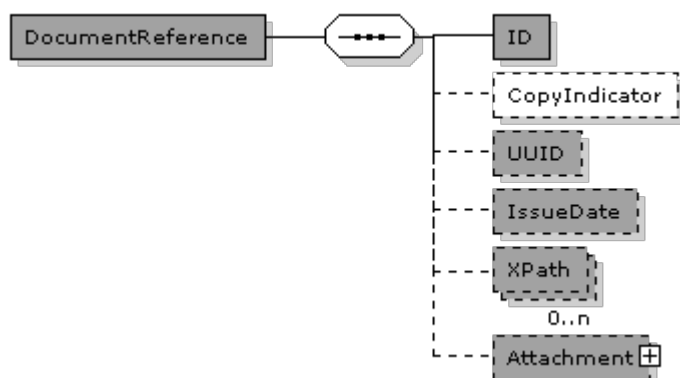 DocumentReference
ID
CopyIndicator
UUID
IssueDate
XPath
0..n
Attachment